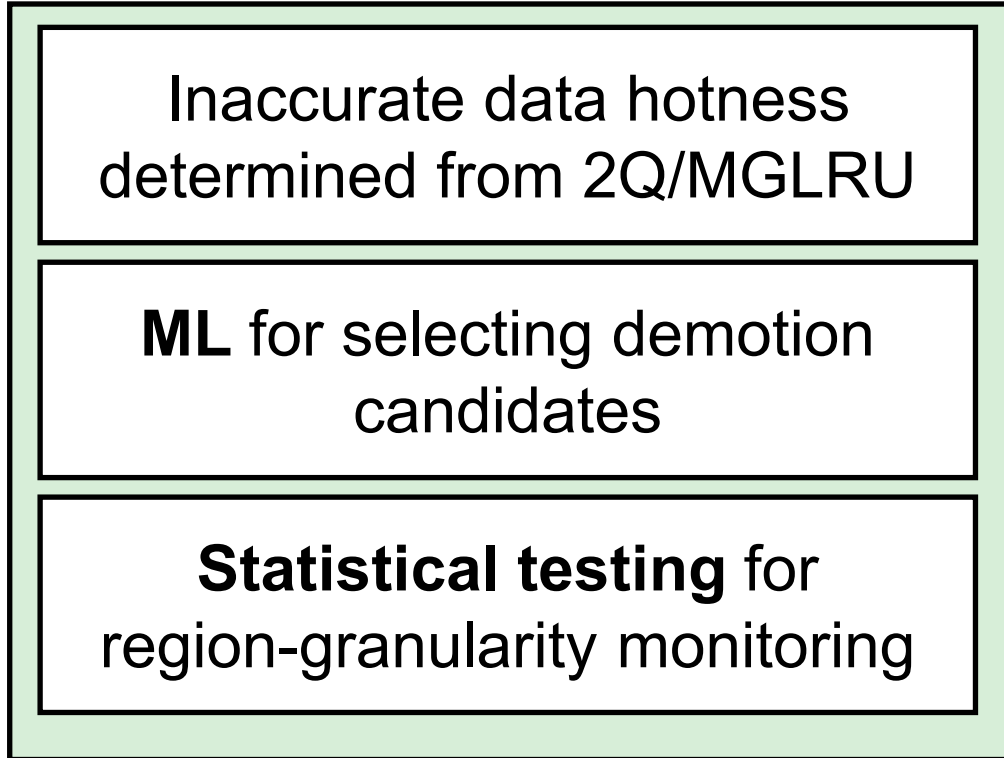 Inaccurate data hotness
determined from 2Q/MGLRU
ML for selecting demotion
candidates
Statistical testing for
region-granularity monitoring